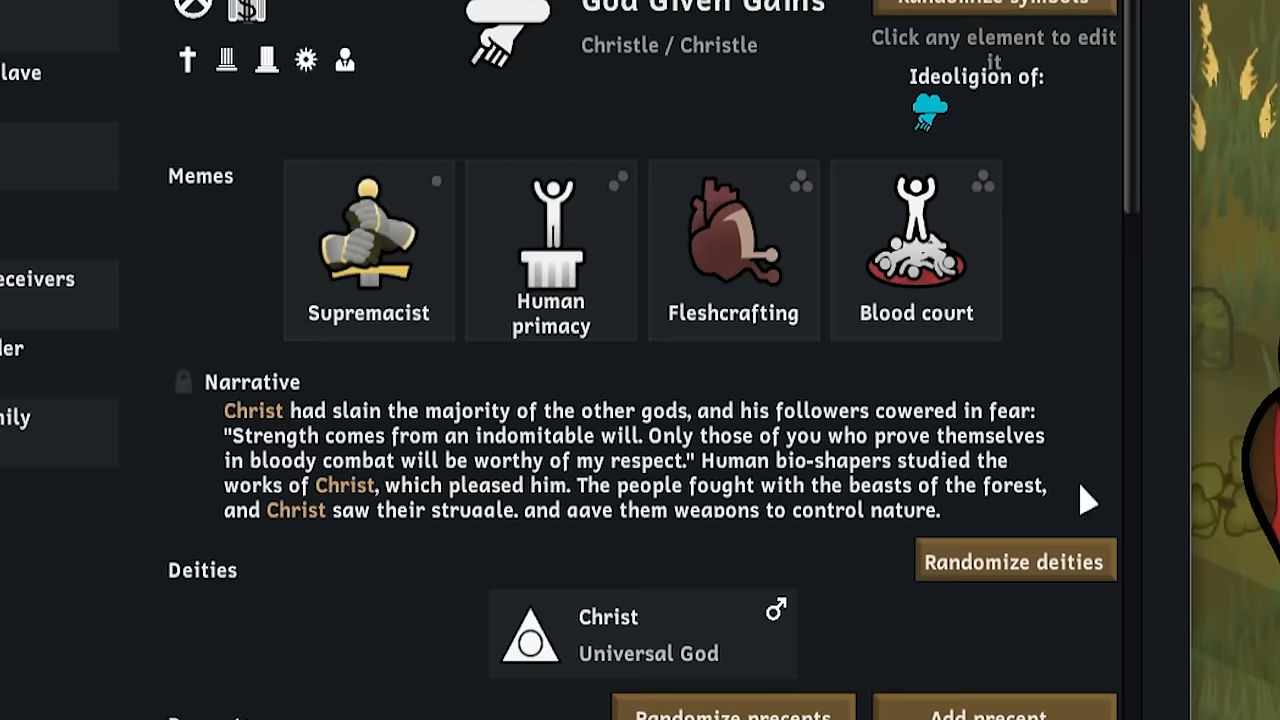 God Given Gains
Randomize symbols
Christle / Christle
Click any element to edit
it
Ideoligion of:
lave
Memes
eceivers
Supremacist
Human
primacy
Fleshcrafting
Blood court
ler
Narrative
Christ had slain the majority of the other gods, and his followers cowered in fear:
nily
"Strength comes from an indomitable will. Only those of you who prove themselves
in bloody combat will be worthy of my respect." Human bio-shapers studied the
works of Christ, which pleased him. The people fought with the beasts of the forest,
and Christ saw their struggle, and gave them weapons to control nature.
Deities
Randomize deities
Christ
Universal God
Randomize precepts
Add precept